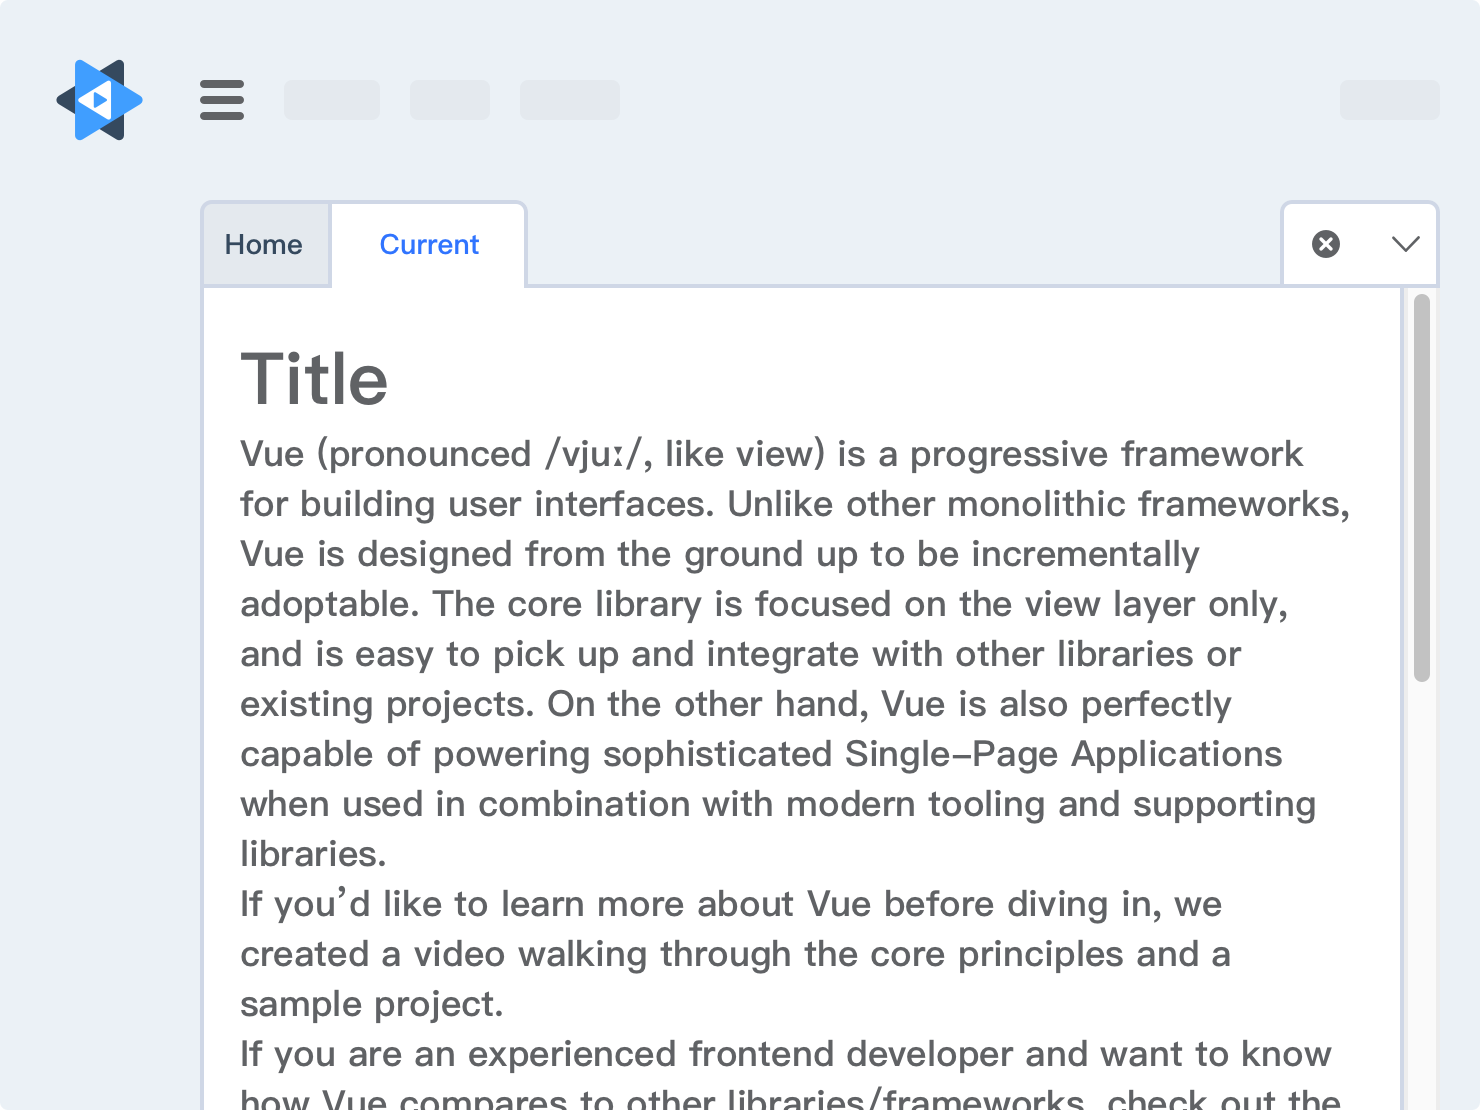 Home
Current
Title
Vue (pronounced /vjuː/, like view) is a progressive framework
for building user interfaces. Unlike other monolithic frameworks,
Vue is designed from the ground up to be incrementally
adoptable. The core library is focused on the view layer only,
and is easy to pick up and integrate with other libraries or
existing projects. On the other hand, Vue is also perfectly
capable of powering sophisticated Single–Page Applications
when used in combination with modern tooling and supporting
libraries.
If you’d like to learn more about Vue before diving in, we
created a video walking through the core principles and a
sample project.
If you are an experienced frontend developer and want to know
how Vue compares to other libraries/frameworks, check out the